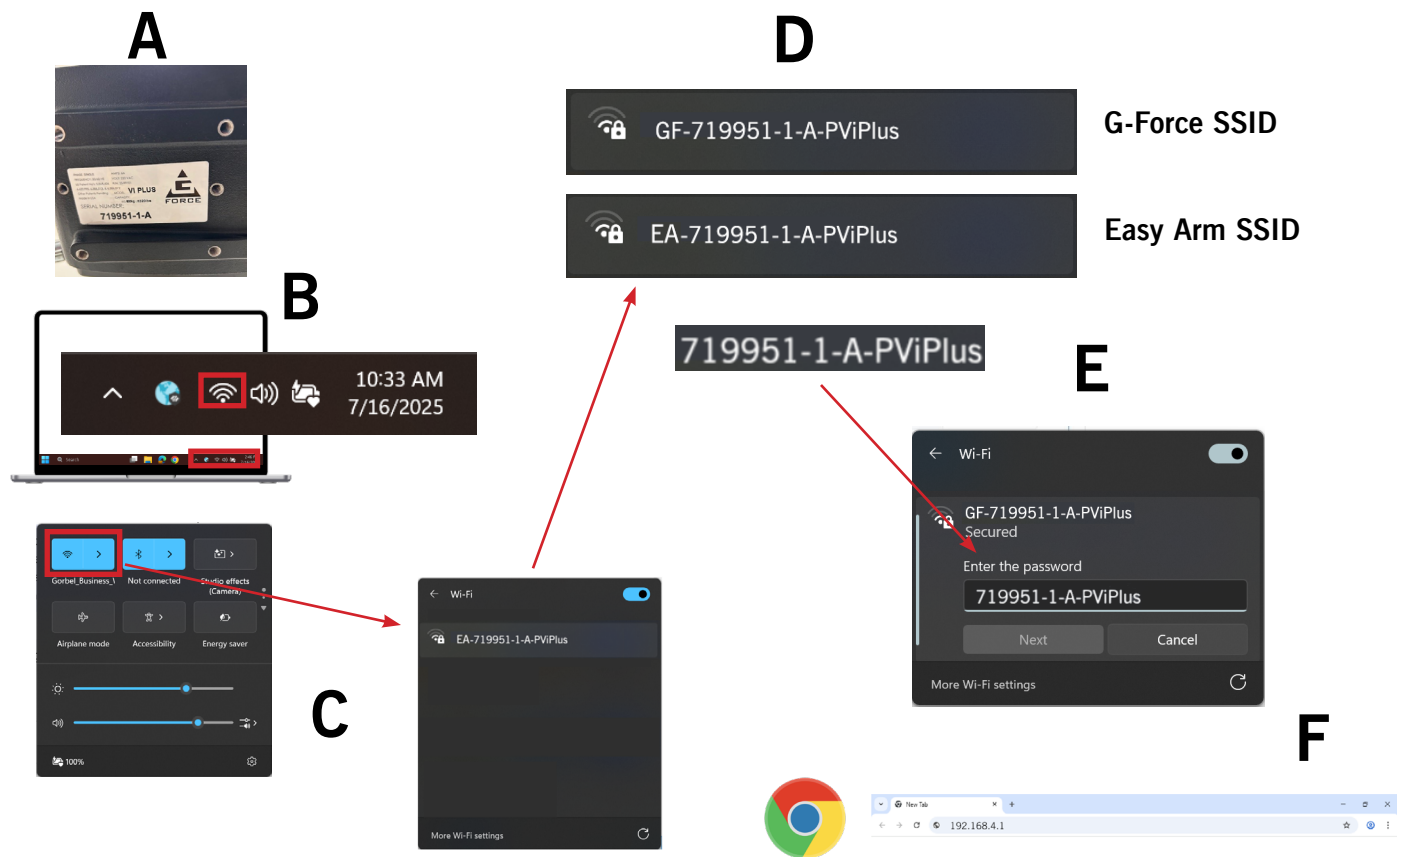 A
VI PLUS
E
FORCE
SERIAL NUMBER:
719951-1-A
B
10:33 AM
7/16/2025
Search
Gorbel_Business_\
Not connected
Studio effects
(Camera)
Airplane mode
Accessibility
Energy saver
100%
C
Wi-Fi
EA-719951-1-A-PViPlus
More Wi-Fi settings
D
GF-719951-1-A-PViPlus
G-Force SSID
EA-719951-1-A-PViPlus
Easy Arm SSID
719951-1-A-PViPlus
E
Wi-Fi
GF-719951-1-A-PViPlus
Secured
Enter the password
719951-1-A-PViPlus
Next
Cancel
More Wi-Fi settings
F
New Tab
192.168.4.1